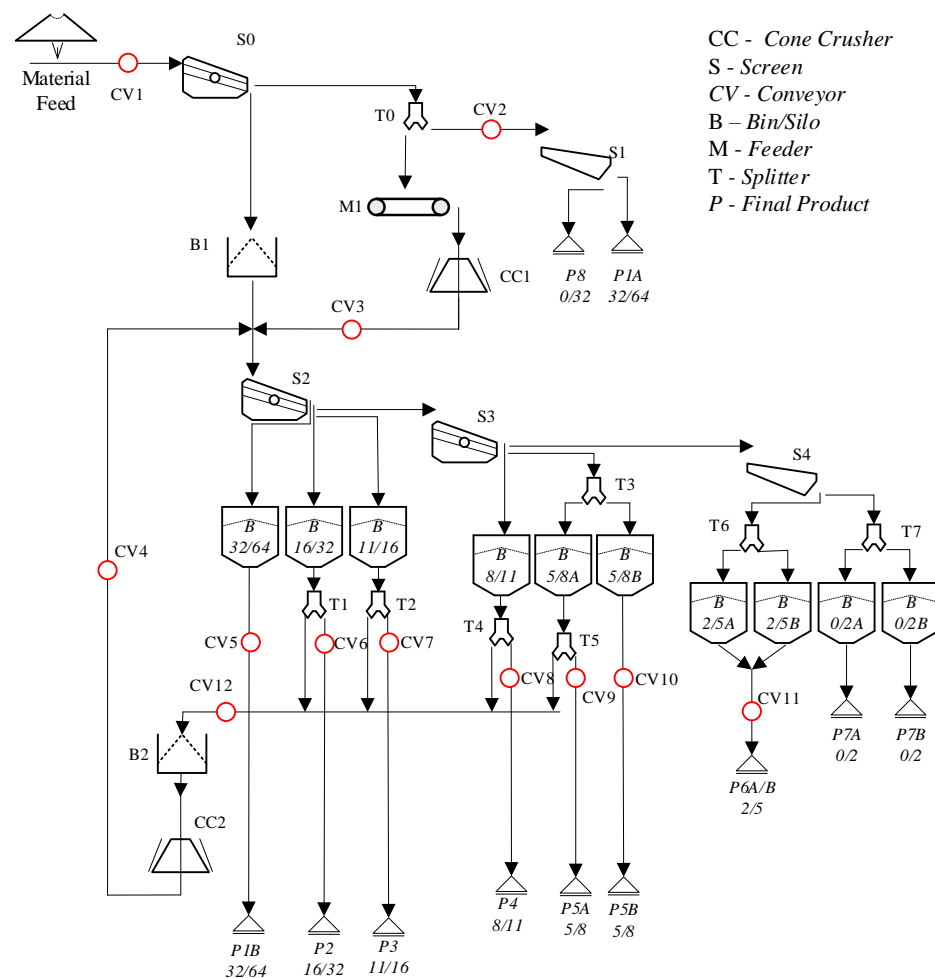 S0
CC - Cone Crusher
S - Screen
CV - Conveyor
B – Bin/Silo
M - Feeder
T - Splitter
P - Final Product
Material
Feed
CV1
T0
CV2
S1
M1
B1
CC1
P8
0/32
P1A
32/64
CV3
S2
S3
S4
T3
T6
T7
B
32/64
B
16/32
B
11/16
B
8/11
B
5/8A
B
5/8B
B
2/5A
B
2/5B
B
0/2A
B
0/2B
CV4
T1
T2
T4
T5
CV5
CV6
CV7
CV8
CV9
CV10
CV11
CV12
B2
CC2
P7A
0/2
P7B
0/2
P6A/B
2/5
P4
8/11
P5A
5/8
P5B
5/8
P1B
32/64
P2
16/32
P3
11/16